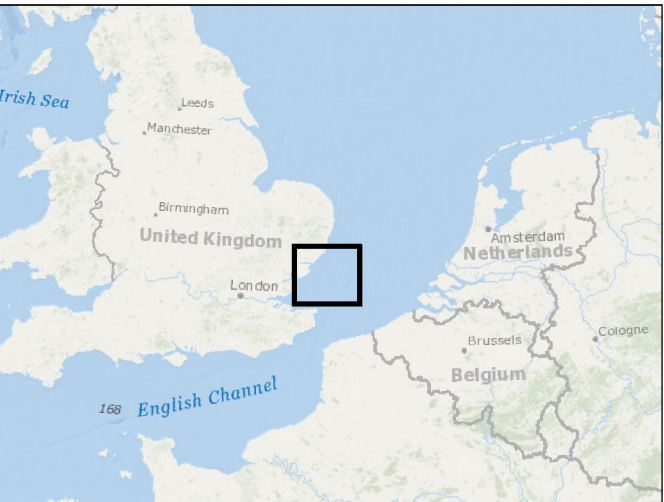 Irish Sea
Leeds
Manchester
Birmingham
United Kingdom
London
Amsterdam
Netherlands
Cologne
Brussels
Belgium
English Channel
168